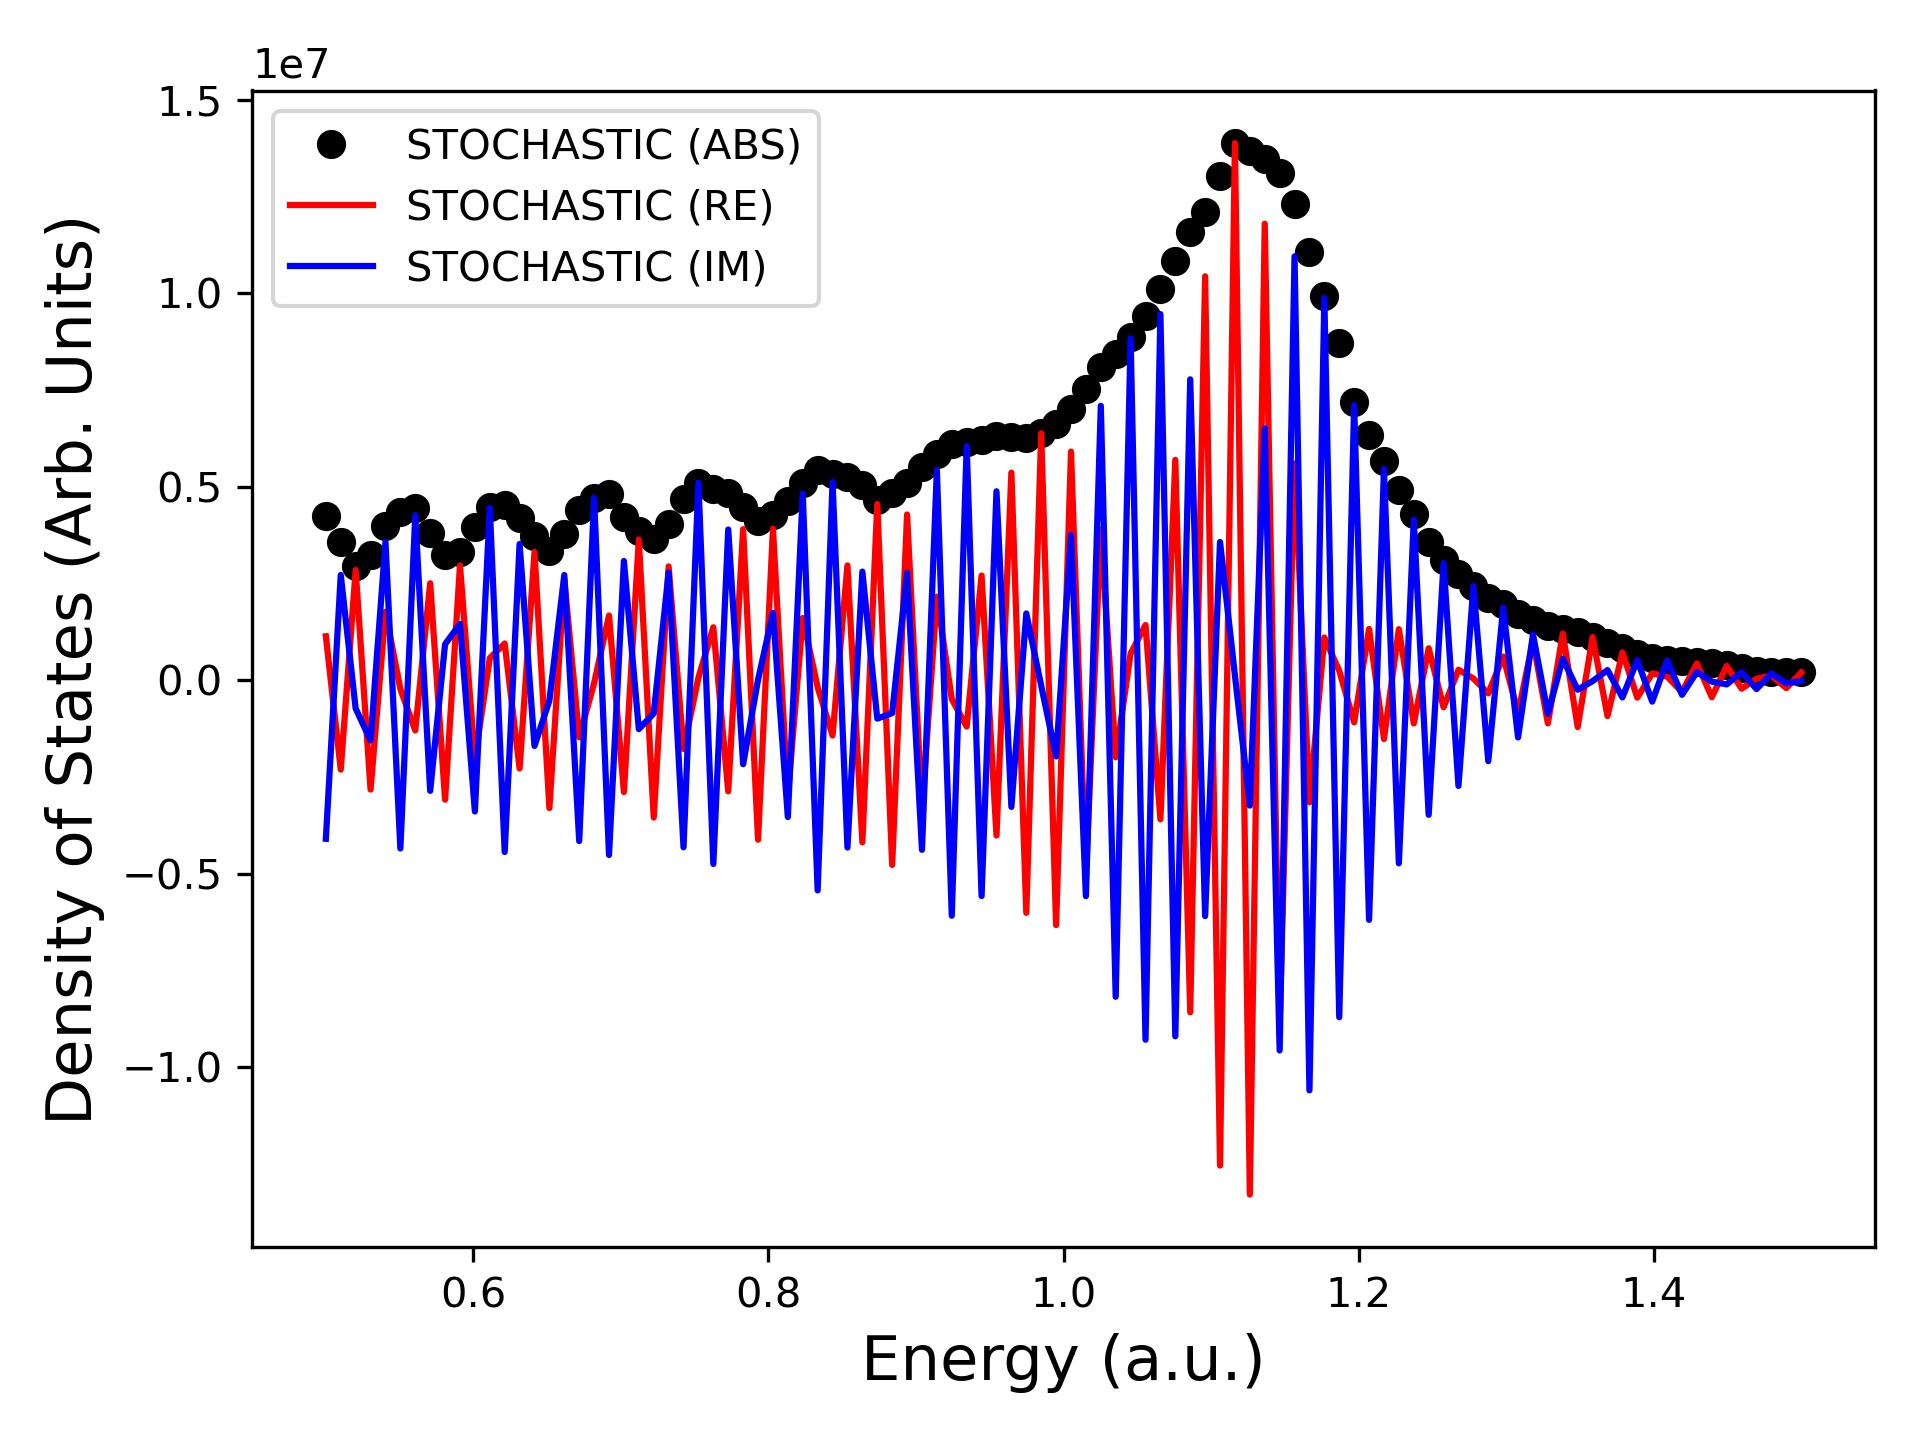 1e7
1.5
1.0
0.5
0.0
−0.5
−1.0
Density of States (Arb. Units)
STOCHASTIC (ABS)
STOCHASTIC (RE)
STOCHASTIC (IM)
0.6 0.8 1.0 1.2 1.4
Energy (a.u.)